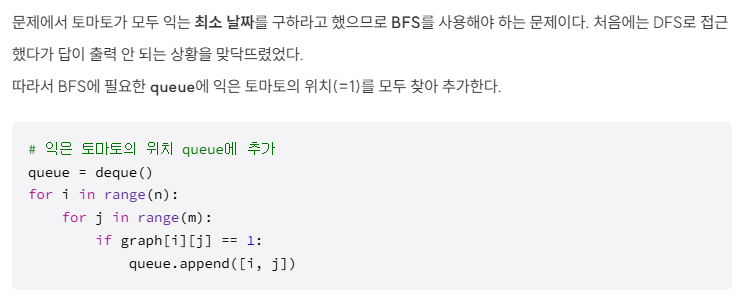 문제에서 토마토가 모두 익는 최소 날짜를 구하라고 했으므로 BFS를 사용해야 하는 문제이다. 처음에는 DFS로 접근
했다가 답이 출력 안 되는 상황을 맞닥뜨렸었다.
따라서 BFS에 필요한 queue에 익은 토마토의 위치(=1)를 모두 찾아 추가한다.
# 익은 토마토의 위치 queue에 추가
queue = deque()
for i in range(n):
    for j in range(m):
        if graph[i][j] == 1:
            queue.append([i, j])